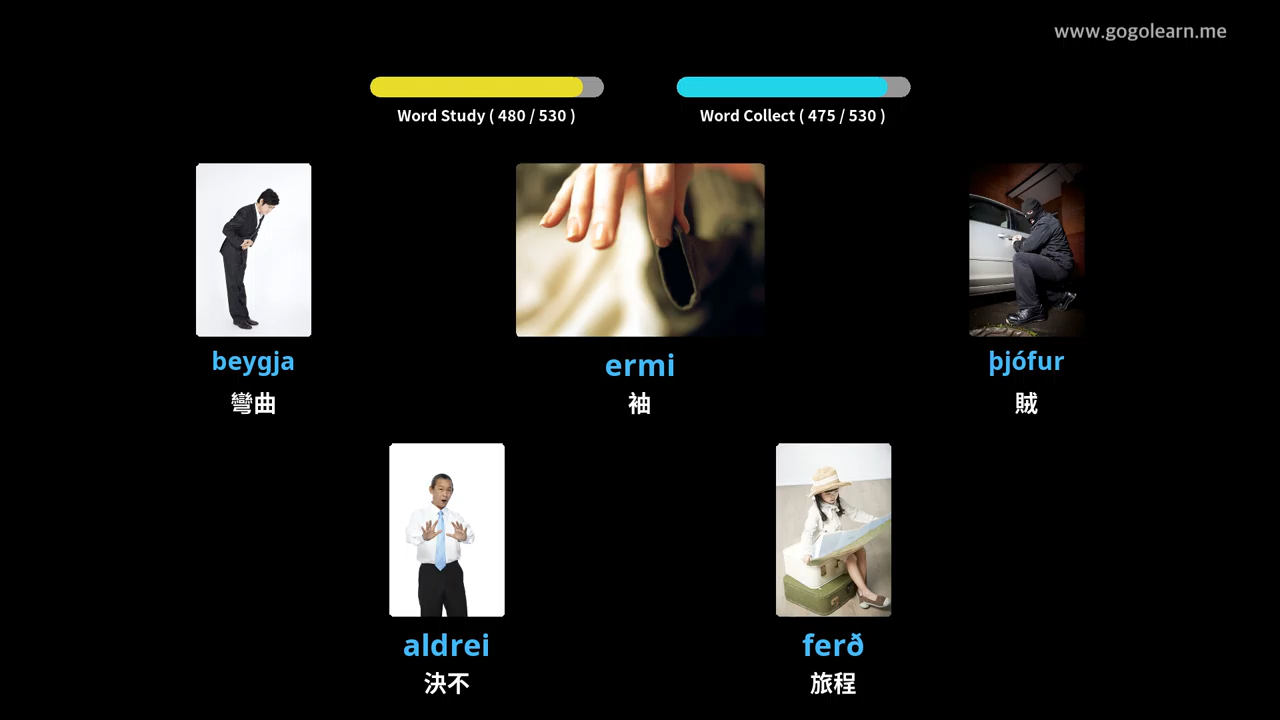 www.gogolearn.me
Word Study ( 480 / 530 )
Word Collect ( 475 / 530 )
beygja
彎曲
ermi
袖
þjófur
賊
aldrei
決不
ferð
旅程